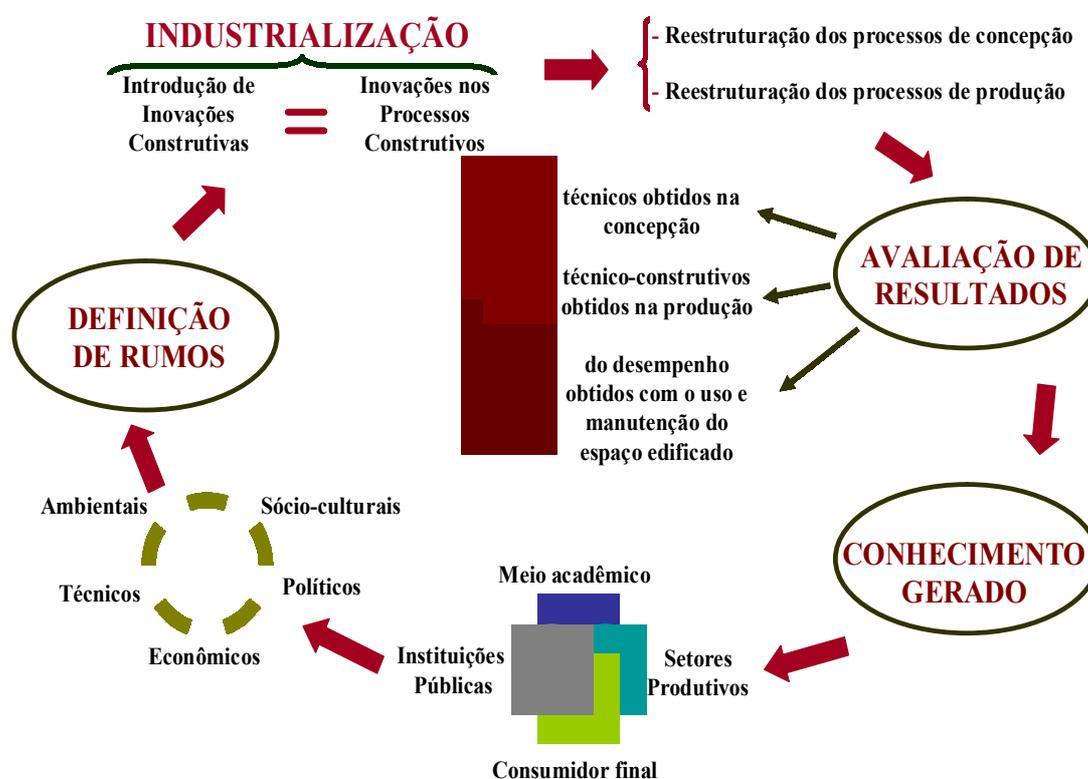 INDUSTRIALIZAÇÃO
Introdução de
Inovações
Construtivas
=
Inovações nos
Processos
Construtivos
- Reestruturação dos processos de concepção
- Reestruturação dos processos de produção
AVALIAÇÃO DE
RESULTADOS
técnicos obtidos na
concepção
técnico-construtivos
obtidos na produção
do desempenho
obtidos com o uso e
manutenção do
espaço edificado
CONHECIMENTO
GERADO
Meio acadêmico
Setores
Produtivos
Instituições
Públicas
Consumidor final
Ambientais
Sócio-culturais
Técnicos
Políticos
Econômicos
DEFINIÇÃO
DE RUMOS